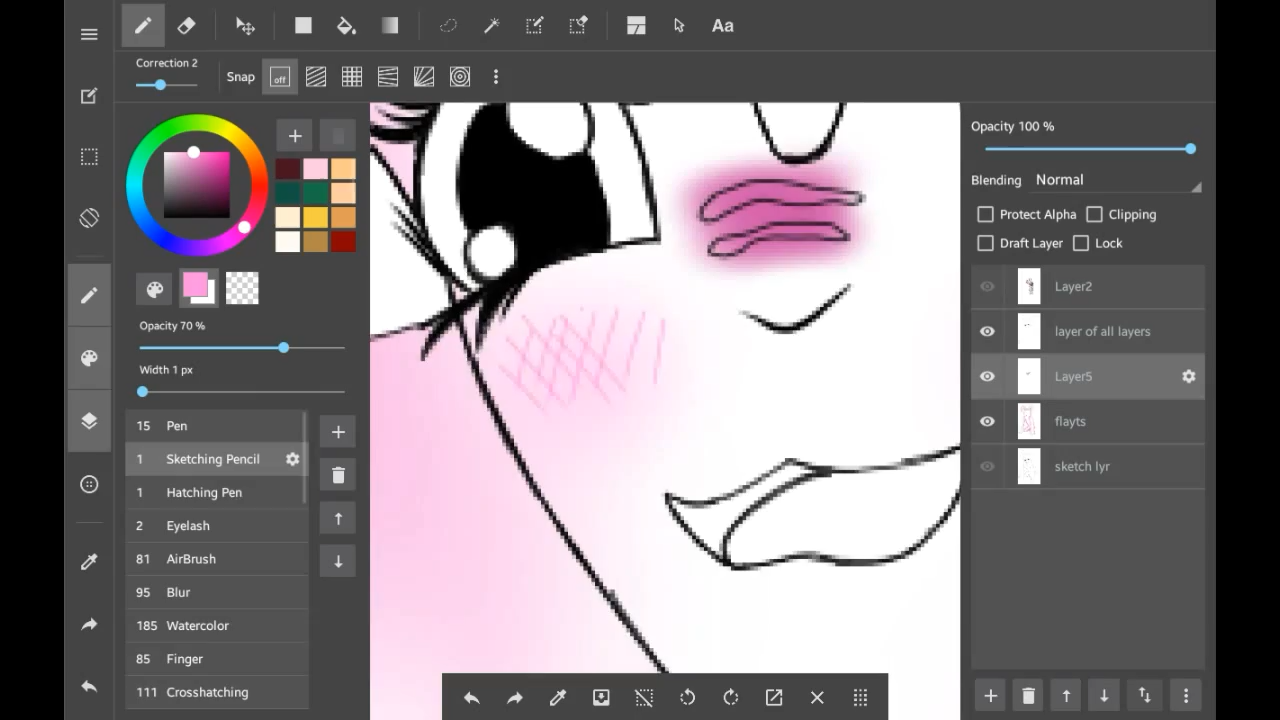 Aa
Correction 2
Snap
off
Opacity 70 %
Width 1 px
15 Pen
1 Sketching Pencil
1 Hatching Pen
2 Eyelash
81 AirBrush
95 Blur
185 Watercolor
85 Finger
111 Crosshatching
Opacity 100 %
Blending Normal
Protect Alpha Clipping
Draft Layer Lock
Layer2
layer of all layers
Layer5
flayts
sketch lyr